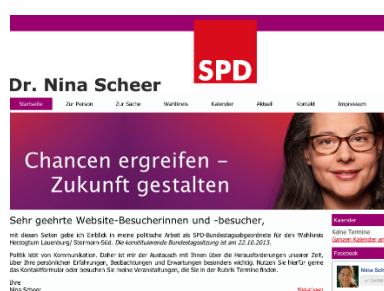 SPD
Dr. Nina Scheer
Startseite Zur Person Zur Sache Wahlkreis Kalender Aktuell Kontakt Impressum
Chancen ergreifen –
Zukunft gestalten
Sehr geehrte Website-Besucherinnen und -besucher,
mit diesen Seiten gebe ich Einblick in meine politische Arbeit als SPD-Bundestagsabgeordnete für den Wahlkreis
Herzogtum Lauenburg/ Stormarn-Süd. Die konstituierende Bundestagssitzung ist am 22.10.2013.
Politik lebt von Kommunikation. Daher ist mir der Austausch mit Ihnen über die Herausforderungen unserer Zeit,
über Ihre persönlichen Erfahrungen, Beobachtungen und Erwartungen besonders wichtig. Nutzen Sie hierfür gerne
das Kontaktformular oder besuchen Sie meine Veranstaltungen, die Sie in der Rubrik Termine finden.
Ihre
Nina Scheer
Kalender
Keine Termine
Ganzen Kalender an
Facebook
Nina Sch